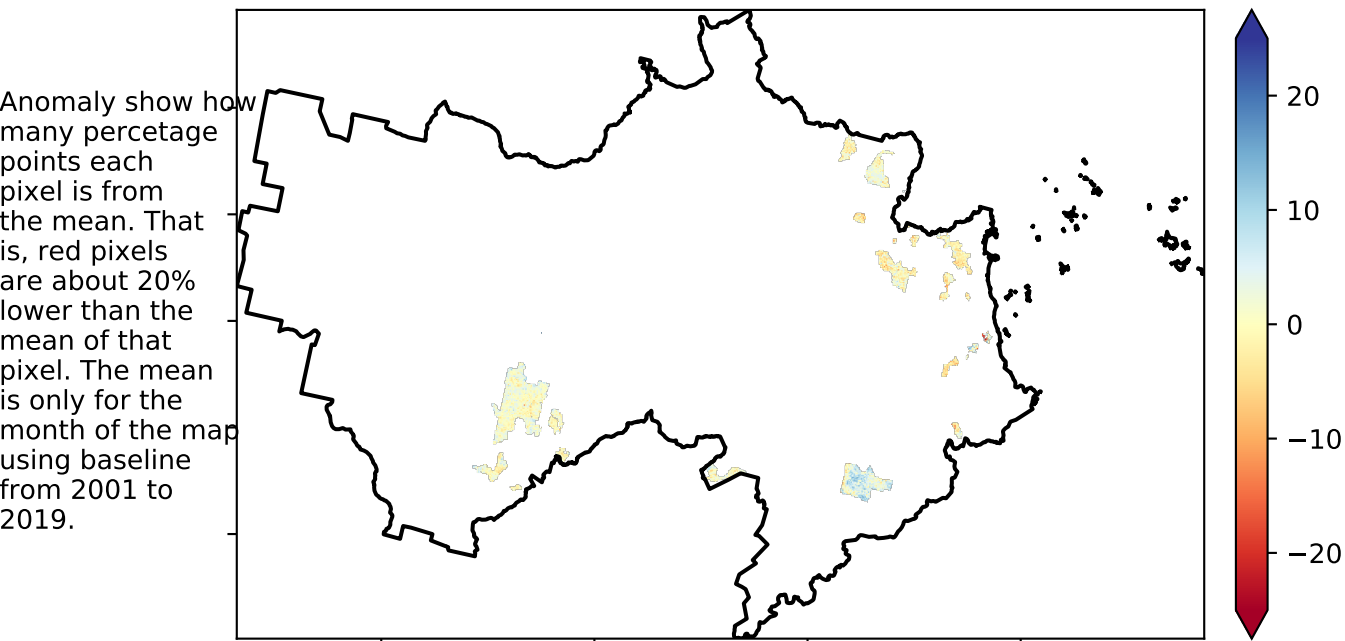 Anomaly show how
many percetage
points each
pixel is from
the mean. That
is, red pixels
are about 20%
lower than the
mean of that
pixel. The mean
is only for the
month of the map
using baseline
from 2001 to
2019.
20
10
0
−10
−20